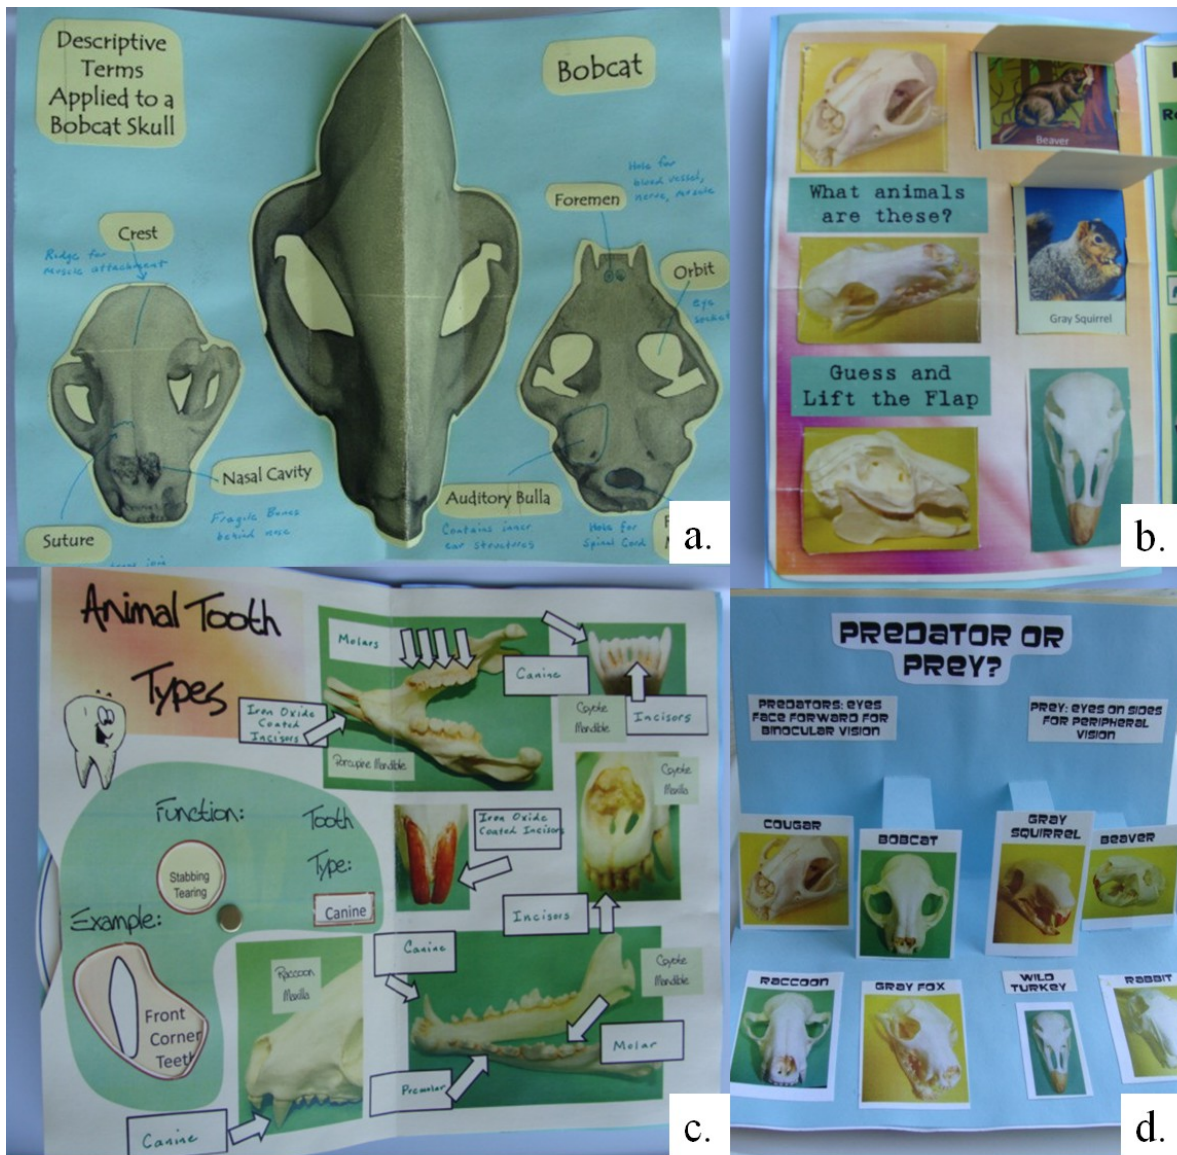 Descriptive
Terms
Applied to a
Bobcat Skull
Bobcat
Hole for
blood vessel,
nerve, muscle
Foremen
Crest
Ridge for
muscle attachment
Orbit
eye
socket
Nasal Cavity
Fragile Bones
behind nose
Auditory Bulla
Contains inner
ear structures
Hole for
Spinal Cord
Suture
a.
Beaver
What animals
are these?
Gray Squirrel
Guess and
Lift the Flap
b.
Animal Tooth
Types
Molars
Canine
Iron Oxide
Coated
Incisors
Coyote
Mandible
Incisors
Porcupine Mandible
Coyote
Maxilla
Function:
Tooth
Type:
Iron Oxide
Coated Incisors
Stabbing
Tearing
Canine
Example:
Incisors
Front
Corner
Teeth
Raccoon
Maxilla
Canine
Coyote
Mandible
Molar
Premolar
Canine
c.
PREDATOR OR
PREY?
PREDATORS: EYES
FACE FORWARD FOR
BINOCULAR VISION
PREY: EYES ON SIDES
FOR PERIPHERAL
VISION
COUGAR
BOBCAT
GRAY
SQUIRREL
BEAVER
RACCOON
GRAY FOX
WILD
TURKEY
RABBIT
d.